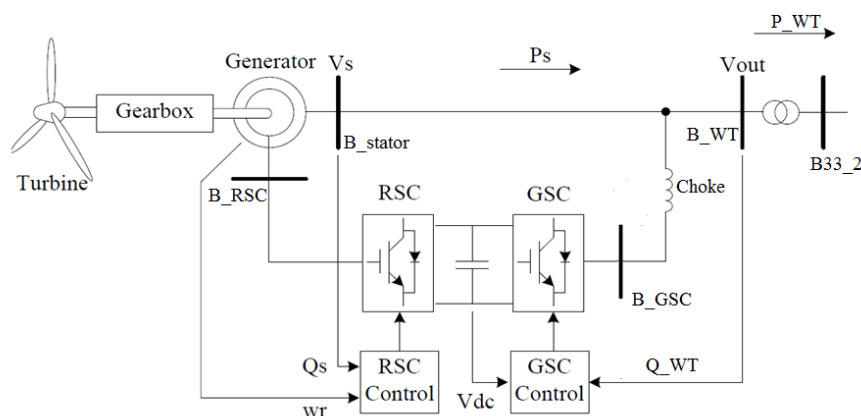 P_WT
Generator
Vs
Ps
Vout
Gearbox
B_stator
B_WT
B33_2
Turbine
B_RSC
RSC
GSC
Choke
B_GSC
Qs
RSC
Control
Vdc
GSC
Control
Q_WT
wr